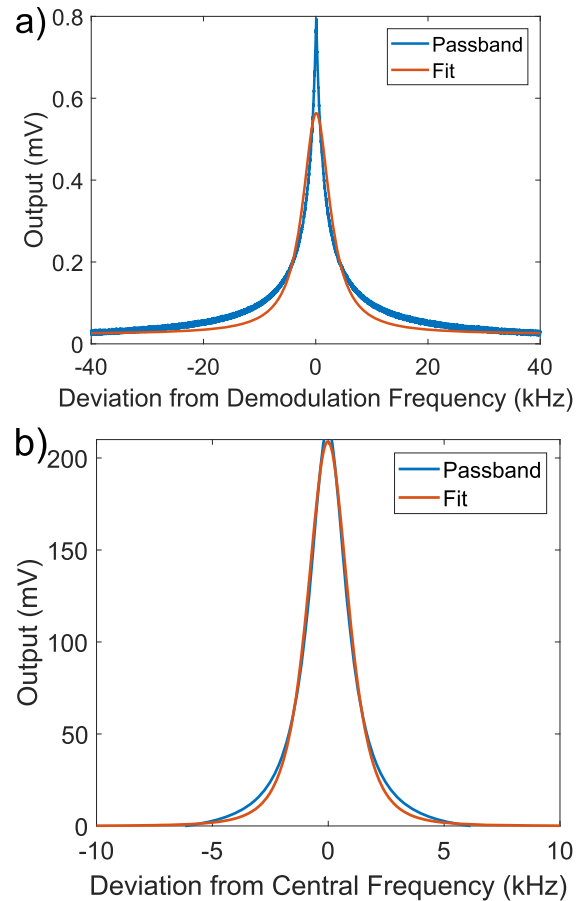 a)
0.8
0.6
0.4
0.2
0
Output (mV)
Passband
Fit
-40
-20
0
20
40
Deviation from Demodulation Frequency (kHz)
b)
200
150
100
50
0
Output (mV)
Passband
Fit
-10
-5
0
5
10
Deviation from Central Frequency (kHz)